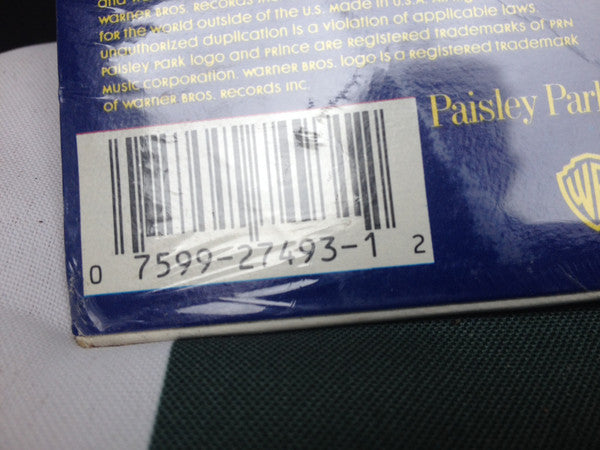 warner bros. records inc
for the world outside of the u.s. made in u.s.a.
unauthorized duplication is a violation of applicable laws.
paisley park logo and prince are registered trademarks of prn
music corporation. warner bros. logo is a registered trademark
of warner bros. records inc.
Paisley Par
WB
0 7599-27493-1 2